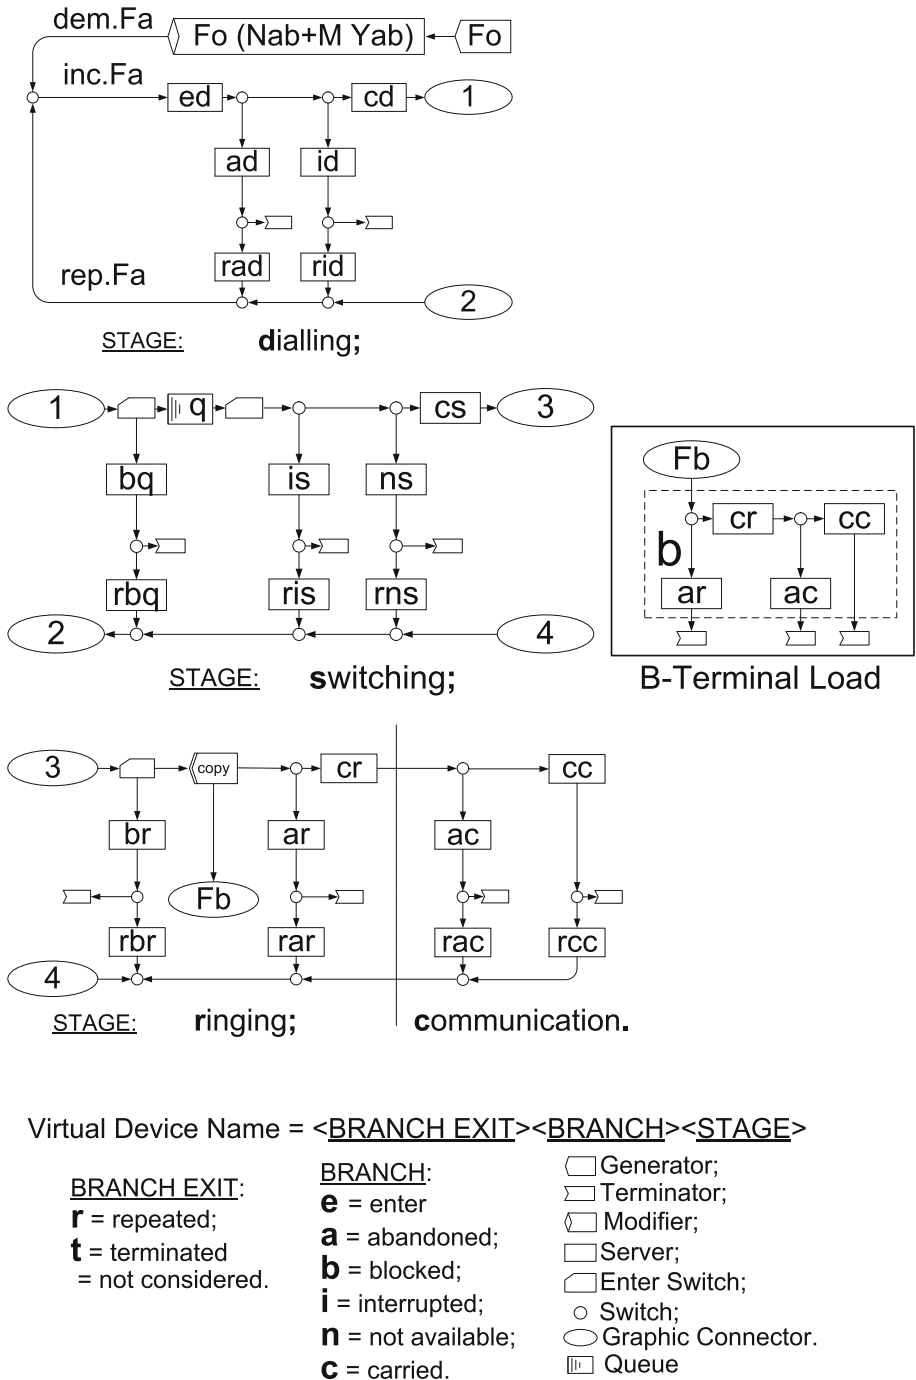 dem.Fa
Fo (Nab+M Yab)
Fo
inc.Fa
ed
cd
1
ad
id
rep.Fa
rad
rid
2
STAGE: dialling;
1
q
cs
3
bq
is
ns
rbq
ris
rns
2
4
STAGE: switching;
Fb
cr
cc
b
ar
ac
B-Terminal Load
3
copy
cr
cc
br
ar
ac
Fb
rbr
rar
rac
rcc
4
STAGE: ringing; communication.
Virtual Device Name = <BRANCH EXIT><BRANCH><STAGE>
BRANCH EXIT:
r = repeated;
t = terminated
= not considered.
BRANCH:
e = enter
a = abandoned;
b = blocked;
i = interrupted;
n = not available;
c = carried.
Generator;
Terminator;
Modifier;
Server;
Enter Switch;
Switch;
Graphic Connector.
Queue